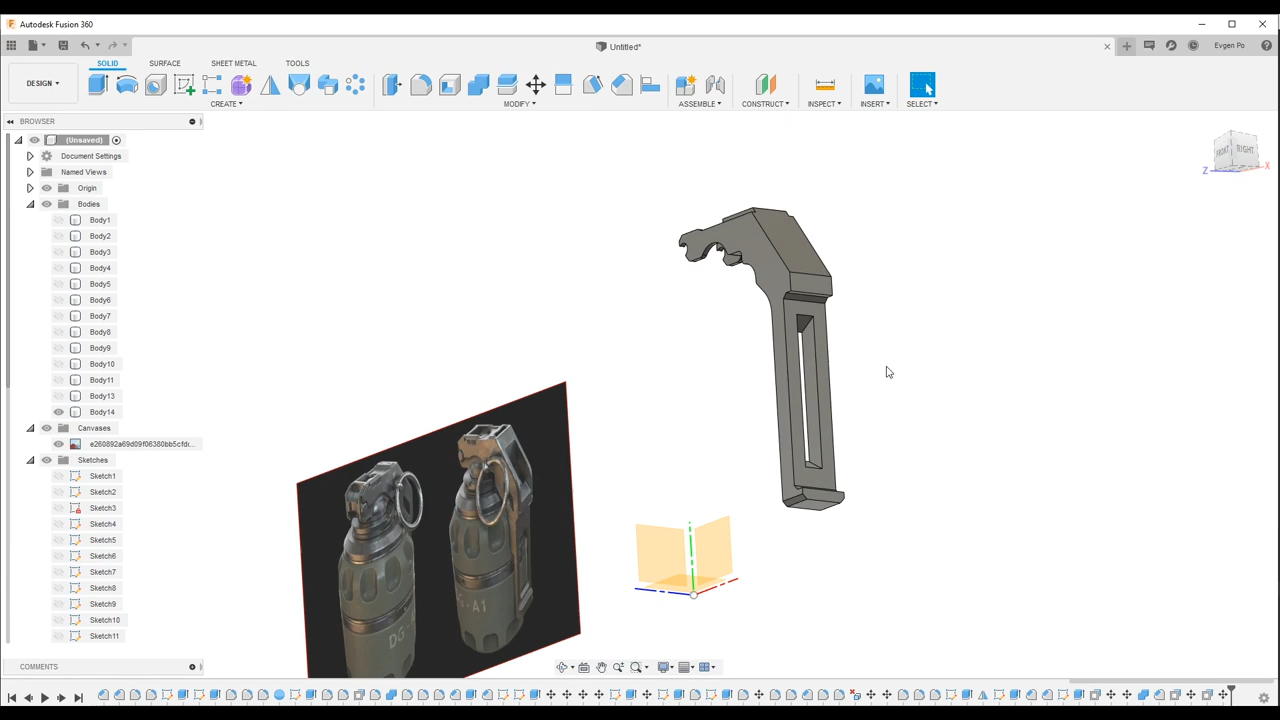 Autodesk Fusion 360
Untitled*
Evgen Po
DESIGN
SOLID
SURFACE
SHEET METAL
TOOLS
CREATE
MODIFY
ASSEMBLE
CONSTRUCT
INSPECT
INSERT
SELECT
BROWSER
(Unsaved)
Document Settings
Named Views
Origin
Bodies
Body1
Body2
Body3
Body4
Body5
Body6
Body7
Body8
Body9
Body10
Body11
Body13
Body14
Canvases
Sketches
Sketch1
Sketch2
Sketch3
Sketch4
Sketch5
Sketch6
Sketch7
Sketch8
Sketch9
Sketch10
Sketch11
COMMENTS
FRONT
RIGHT
Z
X